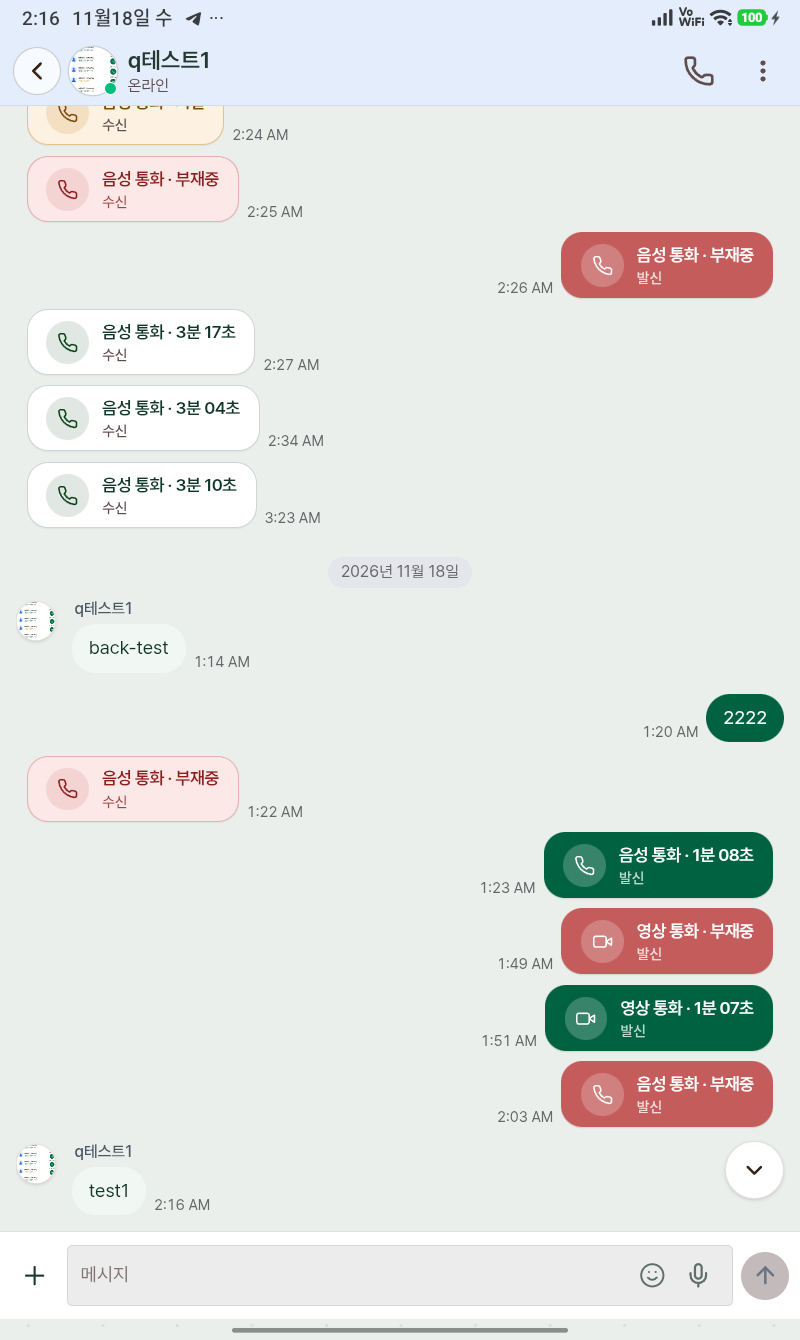 2:16 11월18일 수 ···
Vo WiFi 100
q테스트1
온라인
수신
2:24 AM
음성 통화 · 부재중
수신
2:25 AM
음성 통화 · 부재중
발신
2:26 AM
음성 통화 · 3분 17초
수신
2:27 AM
음성 통화 · 3분 04초
수신
2:34 AM
음성 통화 · 3분 10초
수신
3:23 AM
2026년 11월 18일
q테스트1
back-test
1:14 AM
2222
1:20 AM
음성 통화 · 부재중
수신
1:22 AM
음성 통화 · 1분 08초
발신
1:23 AM
영상 통화 · 부재중
발신
1:49 AM
영상 통화 · 1분 07초
발신
1:51 AM
음성 통화 · 부재중
발신
2:03 AM
q테스트1
test1
2:16 AM
메시지